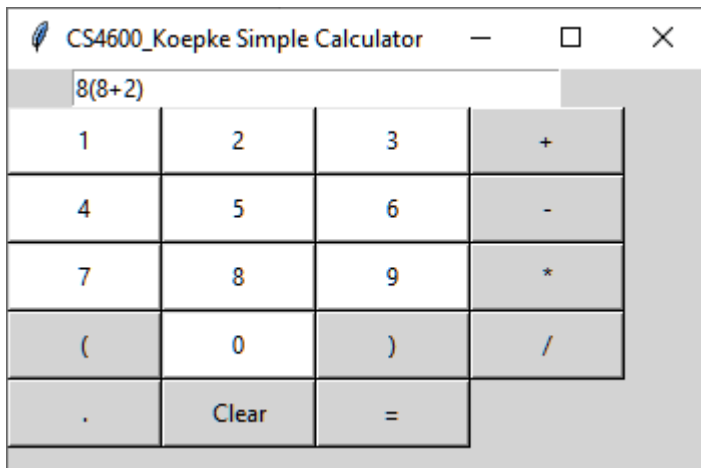 CS4600_Koepke Simple Calculator
8(8+2)
1 2 3 +
4 5 6 -
7 8 9 *
( 0 ) /
. Clear =